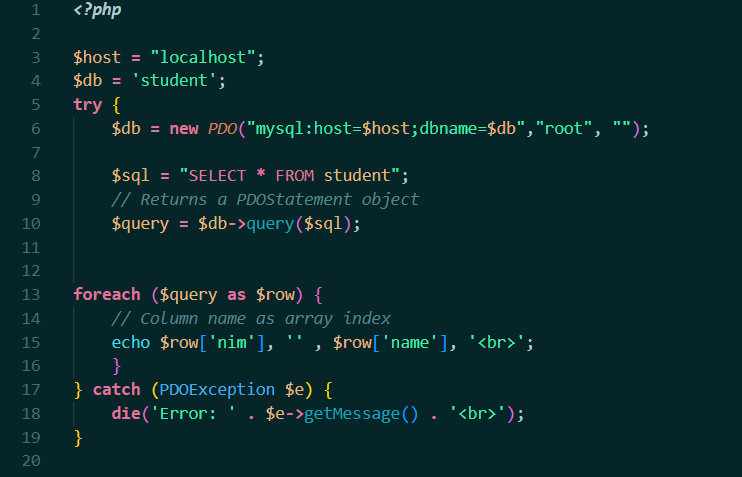 1 <?php
2
3 $host = "localhost";
4 $db = 'student';
5 try {
6     $db = new PDO("mysql:host=$host;dbname=$db","root", "");
7
8     $sql = "SELECT * FROM student";
9     // Returns a PDOStatement object
10     $query = $db->query($sql);
11
12
13 foreach ($query as $row) {
14     // Column name as array index
15     echo $row['nim'], '' , $row['name'], '<br>';
16     }
17 } catch (PDOException $e) {
18     die('Error: ' . $e->getMessage() . '<br>');
19 }
20